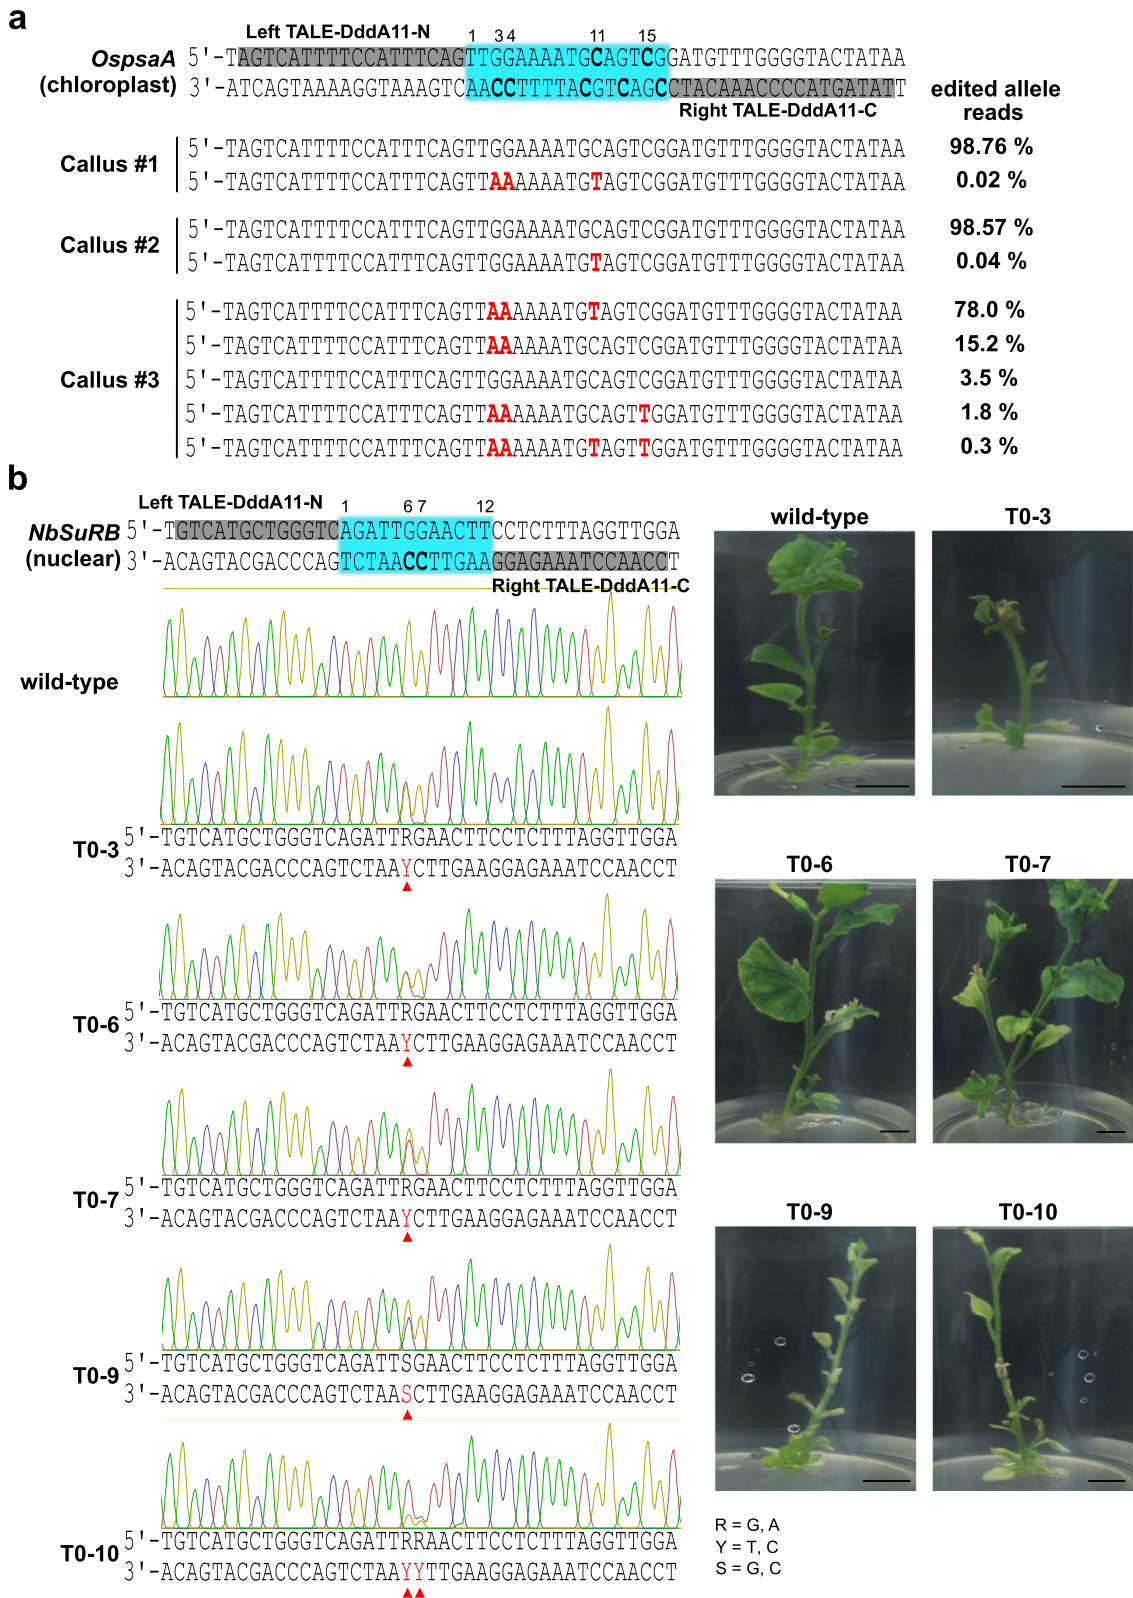 a
Left TALE-DddA11-N
1 3 4 11 15
OspsaA 5'-TAGTCATTTTCCATTTCAGTTGGAAAATGCAGTCGGATGTTTGGGGTACTATAA
(chloroplast) 3'-ATCAGTAAAAGGTAAAGTCAACCTTTTACGTCAGCCTACAAACCCCATGATATT
Right TALE-DddA11-C
edited allele
reads
Callus #1
5'-TAGTCATTTTCCATTTCAGTTGGAAAATGCAGTCGGATGTTTGGGGTACTATAA 98.76 %
5'-TAGTCATTTTCCATTTCAGTTAAAAAATGTAGTCGGATGTTTGGGGTACTATAA 0.02 %
Callus #2
5'-TAGTCATTTTCCATTTCAGTTGGAAAATGCAGTCGGATGTTTGGGGTACTATAA 98.57 %
5'-TAGTCATTTTCCATTTCAGTTGGAAAATGTAGTCGGATGTTTGGGGTACTATAA 0.04 %
Callus #3
5'-TAGTCATTTTCCATTTCAGTTAAAAAATGTAGTCGGATGTTTGGGGTACTATAA 78.0 %
5'-TAGTCATTTTCCATTTCAGTTAAAAAATGCAGTCGGATGTTTGGGGTACTATAA 15.2 %
5'-TAGTCATTTTCCATTTCAGTTGGAAAATGCAGTCGGATGTTTGGGGTACTATAA 3.5 %
5'-TAGTCATTTTCCATTTCAGTTAAAAAATGCAGTTGGATGTTTGGGGTACTATAA 1.8 %
5'-TAGTCATTTTCCATTTCAGTTAAAAAATGTAGTTGGATGTTTGGGGTACTATAA 0.3 %
b
Left TALE-DddA11-N 1 6 7 12
NbSuRB 5'-TGTCATGCTGGGTCAGATTGGAACTTCCTCTTTAGGTTGGA
(nuclear) 3'-ACAGTACGACCCAGTCTAACCTTGAAGGAGAAATCCAACCT
Right TALE-DddA11-C
wild-type
T0-3
5'-TGTCATGCTGGGTCAGATTRGAACTTCCTCTTTAGGTTGGA
3'-ACAGTACGACCCAGTCTAAYCTTGAAGGAGAAATCCAACCT
T0-6
5'-TGTCATGCTGGGTCAGATTRGAACTTCCTCTTTAGGTTGGA
3'-ACAGTACGACCCAGTCTAAYCTTGAAGGAGAAATCCAACCT
T0-7
5'-TGTCATGCTGGGTCAGATTRGAACTTCCTCTTTAGGTTGGA
3'-ACAGTACGACCCAGTCTAAYCTTGAAGGAGAAATCCAACCT
T0-9
5'-TGTCATGCTGGGTCAGATTSGAACTTCCTCTTTAGGTTGGA
3'-ACAGTACGACCCAGTCTAASCTTGAAGGAGAAATCCAACCT
T0-10
5'-TGTCATGCTGGGTCAGATTRRAACTTCCTCTTTAGGTTGGA
3'-ACAGTACGACCCAGTCTAAYYTTGAAGGAGAAATCCAACCT
wild-type
T0-3
T0-6
T0-7
T0-9
T0-10
R = G, A
Y = T, C
S = G, C